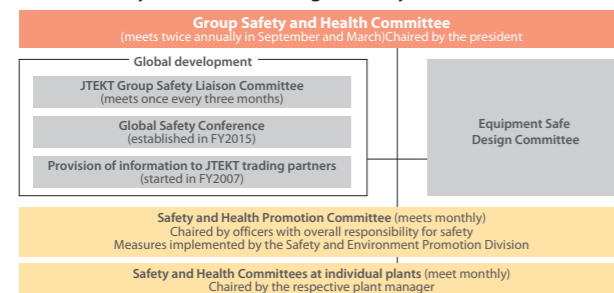 Group Safety and Health Committee
(meets twice annually in September and March)Chaired by the president
Global development
JTEKT Group Safety Liaison Committee
(meets once every three months)
Global Safety Conference
(established in FY2015)
Provision of information to JTEKT trading partners
(started in FY2007)
Equipment Safe
Design Committee
Safety and Health Promotion Committee (meets monthly)
Chaired by officers with overall responsibility for safety
Measures implemented by the Safety and Environment Promotion Division
Safety and Health Committees at individual plants (meet monthly)
Chaired by the respective plant manager